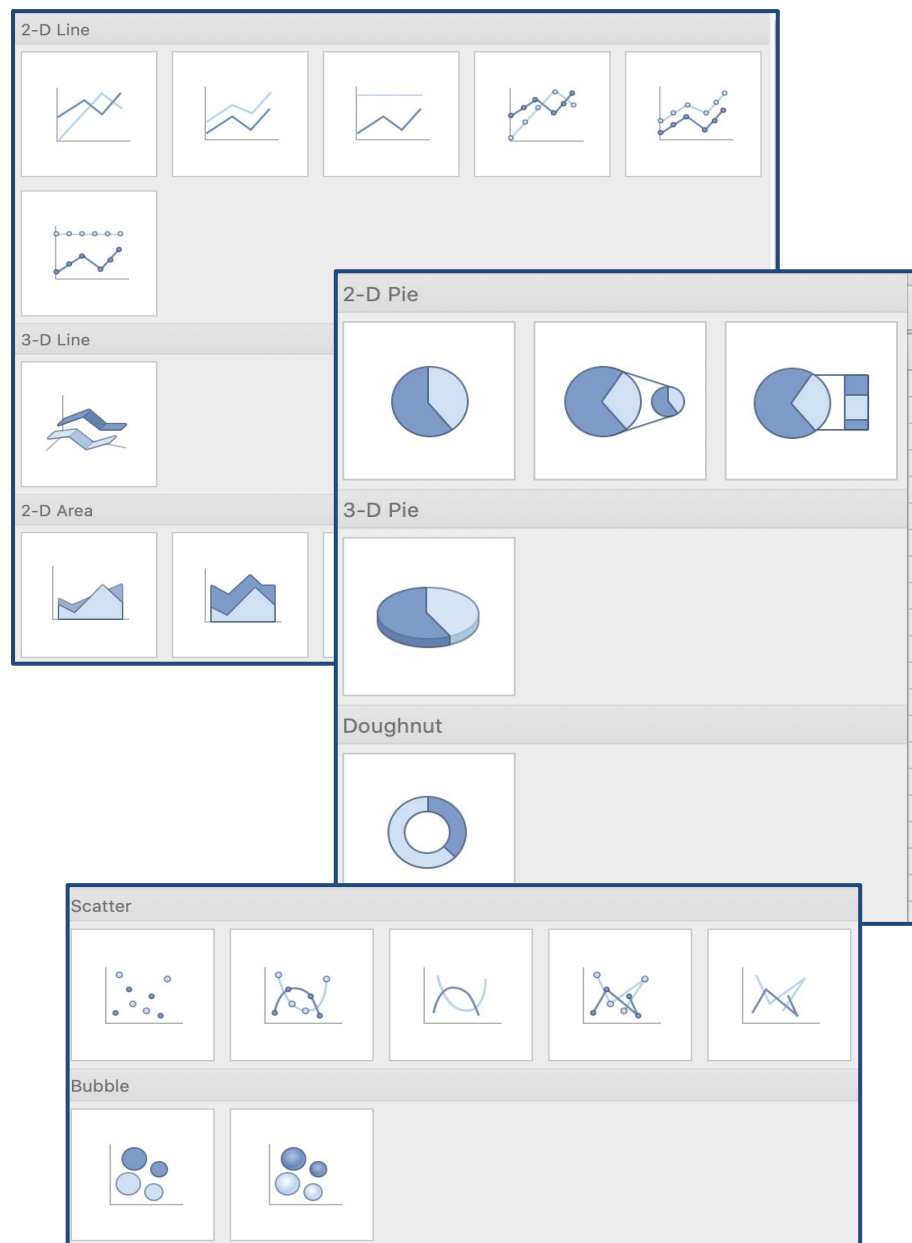 2-D Line
3-D Line
2-D Area
2-D Pie
3-D Pie
Doughnut
Scatter
Bubble